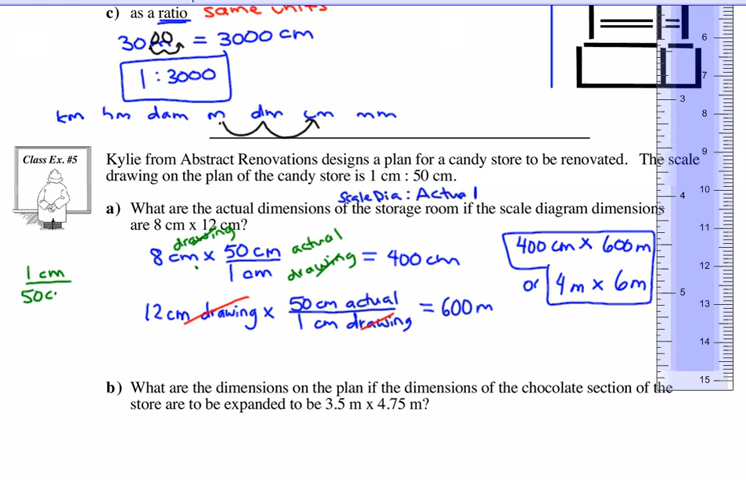 c) as a ratio same units
3000 = 3000 cm
1 : 3000
km hm dam m dm cm mm
Class Ex. #5
Kylie from Abstract Renovations designs a plan for a candy store to be renovated. The scale
drawing on the plan of the candy store is 1 cm : 50 cm.
Scale Dia : Actual
a) What are the actual dimensions of the storage room if the scale diagram dimensions
are 8 cm x 12 cm?
8 cm drawing x 50 cm actual / 1 cm drawing = 400 cm
400 cm x 600 m
or 4 m x 6 m
1 cm
50c
12 cm drawing x 50 cm actual / 1 cm drawing = 600 m
b) What are the dimensions on the plan if the dimensions of the chocolate section of the
store are to be expanded to be 3.5 m x 4.75 m?
6
7
3
8
9
4
10
11
12
5
13
14
15